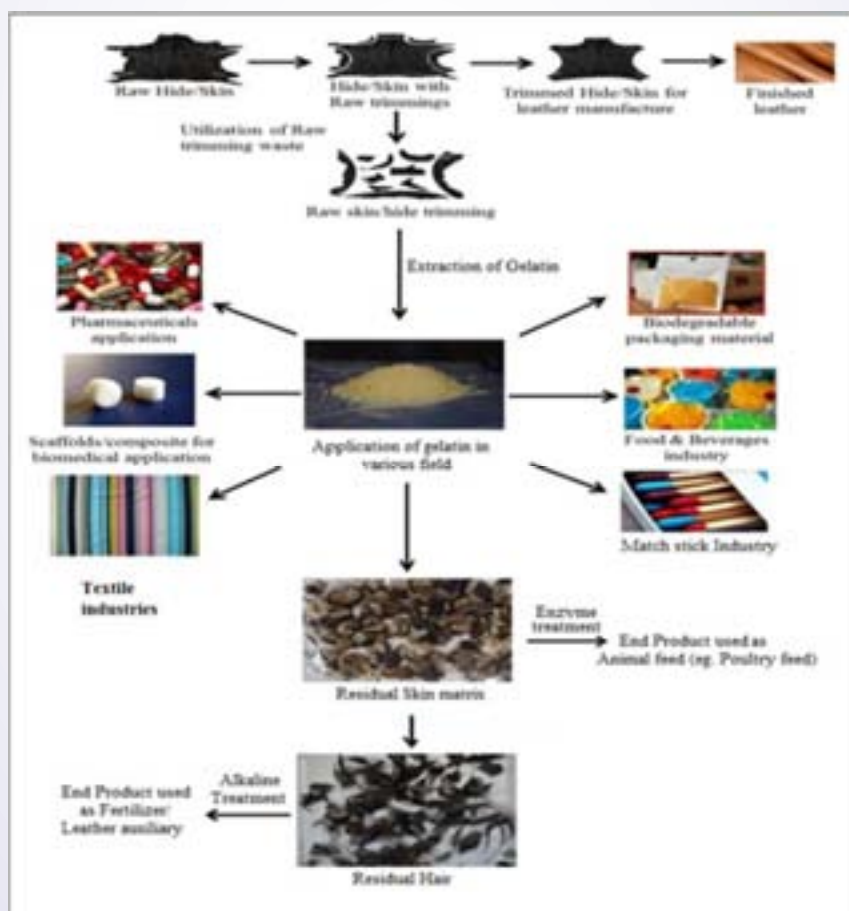 Raw Hide/Skin
Hide/Skin with
Raw trimmings
Trimmed Hide/Skin for
leather manufacture
Finished
leather
Utilization of Raw
trimming waste
Raw skin/hide trimming
Extraction of Gelatin
Pharmaceuticals
application
Biodegradable
packaging material
Scaffolds/composite for
biomedical application
Application of gelatin in
various field
Food & Beverages
industry
Textile
industries
Match stick Industry
Enzyme
treatment
End Product used as
Animal feed (eg. Poultry feed)
Residual Skin matrix
Alkaline
Treatment
End Product used
as Fertilizer/
Leather auxiliary
Residual Hair